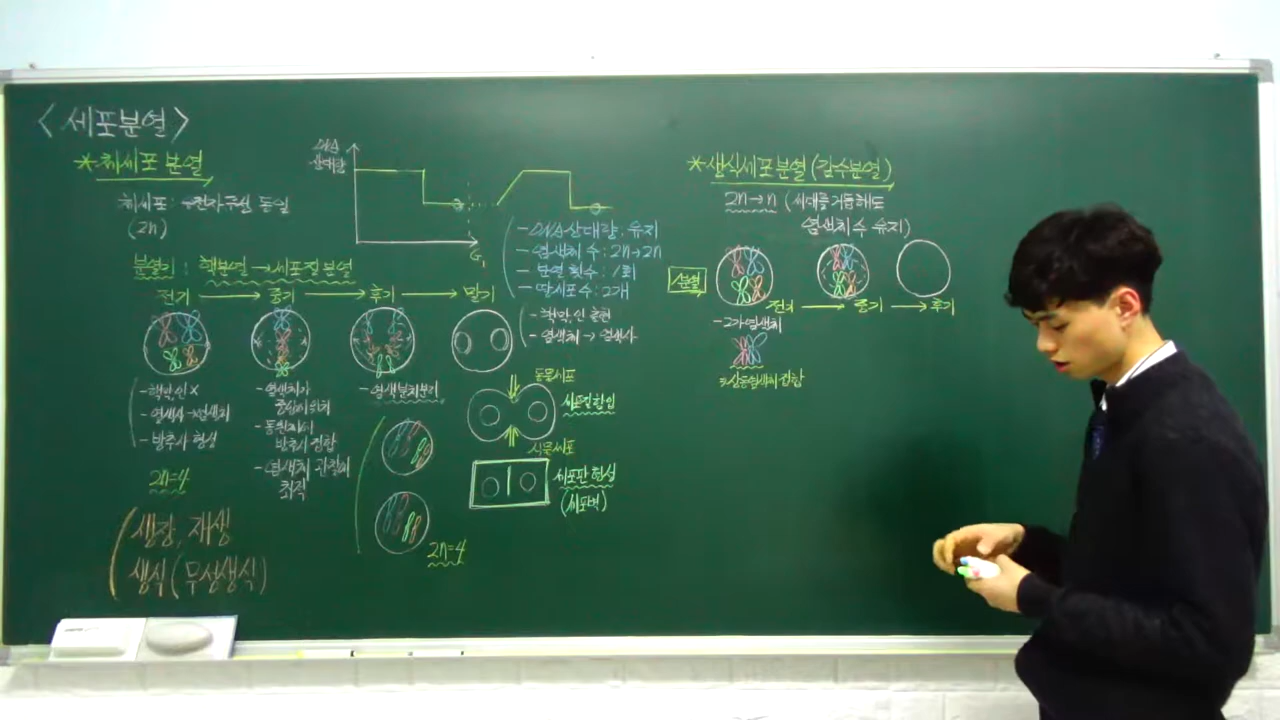 <세포분열>
*체세포 분열
체세포: 유전자구성 동일
(2n)
DNA
상대량
G₁
- DNA상대량: 유지
- 염색체 수: 2n→2n
- 분열 횟수: 1회
- 딸세포수: 2개
분열기: 핵분열→세포질분열
전기 → 중기 → 후기 → 말기
- 핵막, 인 ×
- 염색사→염색체
- 방추사 형성
2n=4
- 염색체가
중앙에 위치
- 동원체에
방추사 결합
- 염색체 관찰에
최적
- 염색분체분리
- 핵막, 인 출현
- 염색체→염색사
동물세포
세포질함입
식물세포
세포판 형성
(세포벽)
2n=4
생장, 재생
생식(무성생식)
*생식세포분열(감수분열)
2n→n (세대를 거듭해도
염색체 수 유지)
1분열
전기 → 중기 → 후기
- 2가염색체
상동염색체 접합